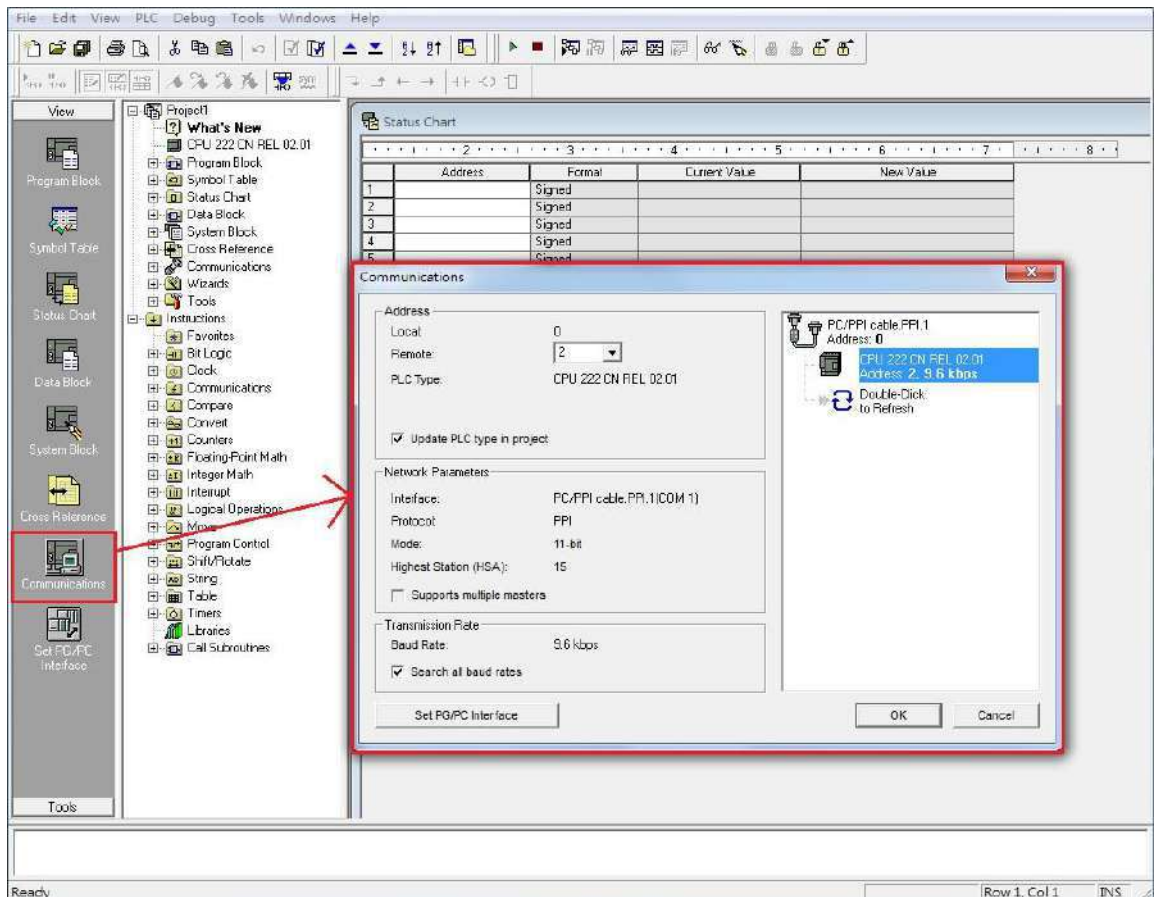 File Edit View PLC Debug Tools Windows Help
View
Program Block
Symbol Table
Status Chart
Data Block
System Block
Cross Reference
Communications
Set PG/PC
Interface
Tools
Project1
What's New
CPU 222 CN REL 02.01
Program Block
Symbol Table
Status Chart
Data Block
System Block
Cross Reference
Communications
Wizards
Tools
Instructions
Favorites
Bit Logic
Clock
Communications
Compare
Convert
Counters
Floating-Point Math
Integer Math
Interrupt
Logical Operations
Move
Program Control
Shift/Rotate
String
Table
Timers
Libraries
Call Subroutines
Status Chart
2 3 4 5 6 7 8
Address Format Current Value New Value
1 Signed
2 Signed
3 Signed
4 Signed
5 Signed
Communications
Address
Local: 0
Remote: 2
PLC Type: CPU 222 CN REL 02.01
Update PLC type in project
Network Parameters
Interface: PC/PPI cable.PPI.1(COM 1)
Protocol: PPI
Mode: 11-bit
Highest Station (HSA): 15
Supports multiple masters
Transmission Rate
Baud Rate: 9.6 kbps
Search all baud rates
Set PG/PC Interface
PC/PPI cable.PPI.1
Address: 0
CPU 222 CN REL 02.01
Address: 2, 9.6 kbps
Double-Click
to Refresh
OK Cancel
Ready Row 1, Col 1 INS